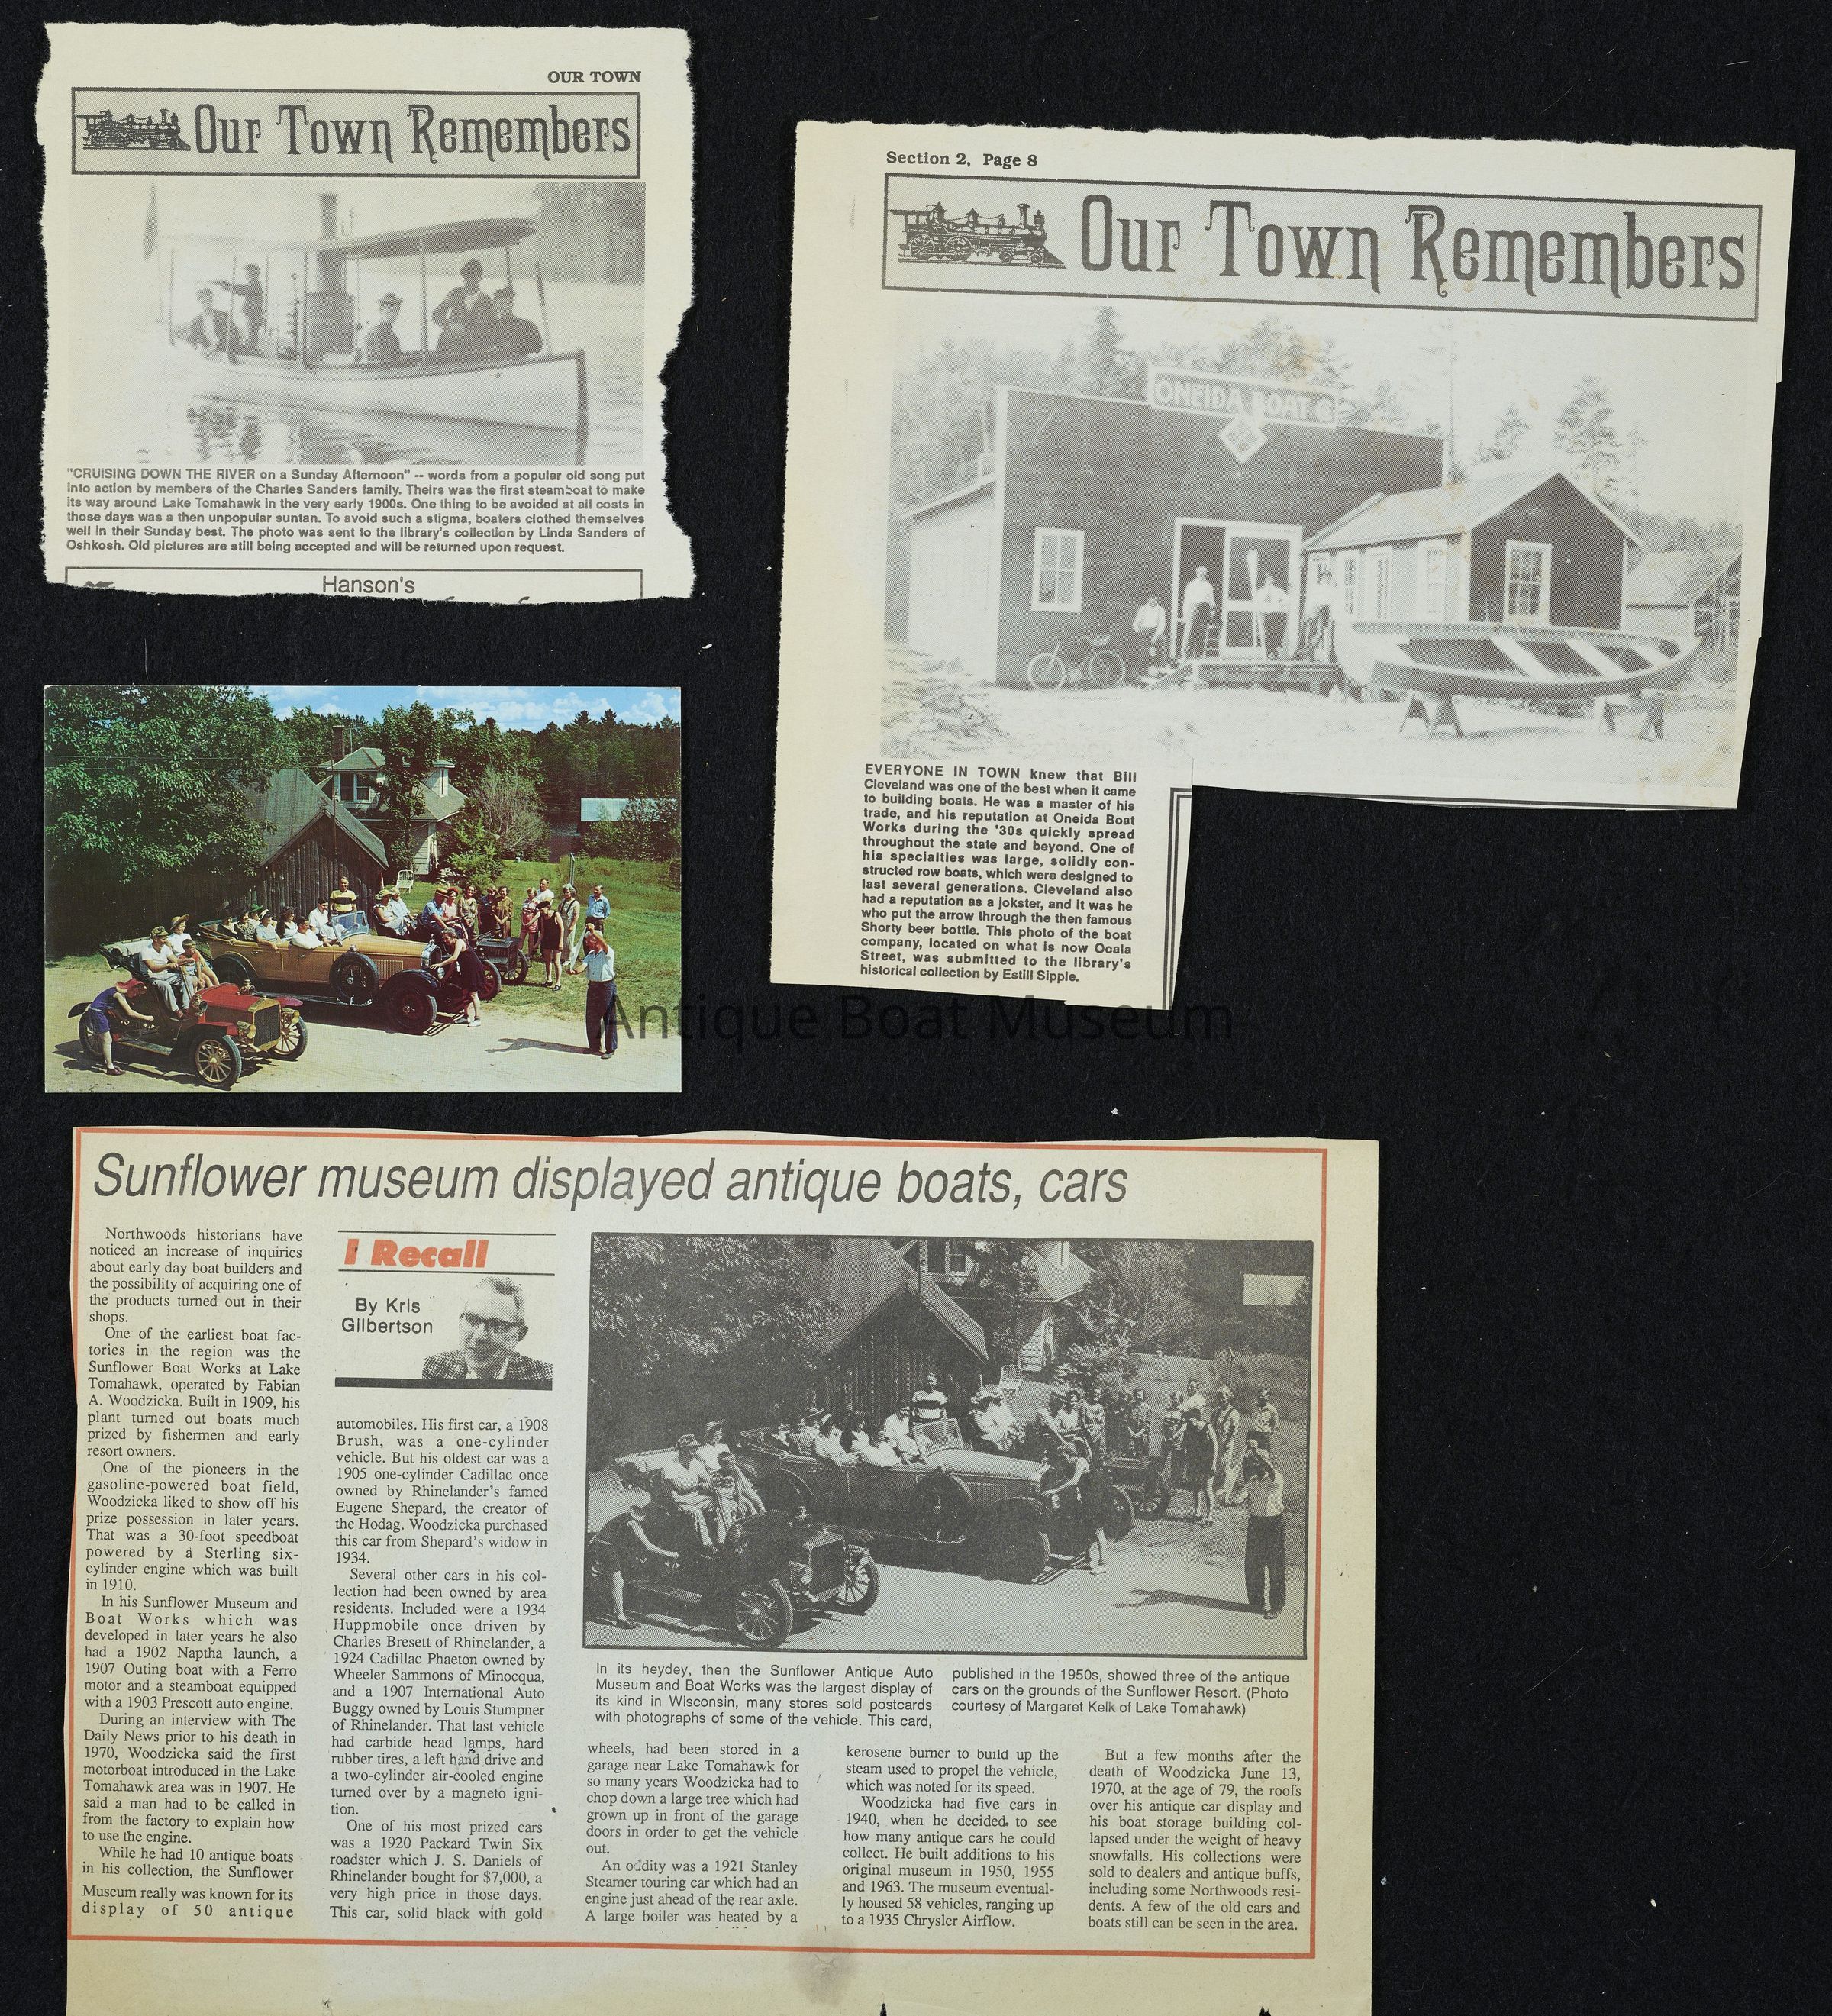 OUR TOWN
Our Town Remembers
"CRUISING DOWN THE RIVER on a Sunday Afternoon" -- words from a popular old song put
into action by members of the Charles Sanders family. Theirs was the first steamboat to make
its way around Lake Tomahawk in the very early 1900s. One thing to be avoided at all costs in
those days was a then unpopular suntan. To avoid such a stigma, boaters clothed themselves
well in their Sunday best. The photo was sent to the library's collection by Linda Sanders of
Oshkosh. Old pictures are still being accepted and will be returned upon request.
Hanson's
Section 2, Page 8
Our Town Remembers
ONEIDA BOAT Co
EVERYONE IN TOWN knew that Bill
Cleveland was one of the best when it came
to building boats. He was a master of his
trade, and his reputation at Oneida Boat
Works during the '30s quickly spread
throughout the state and beyond. One of
his specialties was large, solidly con-
structed row boats, which were designed to
last several generations. Cleveland also
had a reputation as a jokster, and it was he
who put the arrow through the then famous
Shorty beer bottle. This photo of the boat
company, located on what is now Ocala
Street, was submitted to the library's
historical collection by Estill Sipple.
Antique Boat Museum
Sunflower museum displayed antique boats, cars
Northwoods historians have
noticed an increase of inquiries
about early day boat builders and
the possibility of acquiring one of
the products turned out in their
shops.
One of the earliest boat fac-
tories in the region was the
Sunflower Boat Works at Lake
Tomahawk, operated by Fabian
A. Woodzicka. Built in 1909, his
plant turned out boats much
prized by fishermen and early
resort owners.
One of the pioneers in the
gasoline-powered boat field,
Woodzicka liked to show off his
prize possession in later years.
That was a 30-foot speedboat
powered by a Sterling six-
cylinder engine which was built
in 1910.
In his Sunflower Museum and
Boat Works which was
developed in later years he also
had a 1902 Naptha launch, a
1907 Outing boat with a Ferro
motor and a steamboat equipped
with a 1903 Prescott auto engine.
During an interview with The
Daily News prior to his death in
1970, Woodzicka said the first
motorboat introduced in the Lake
Tomahawk area was in 1907. He
said a man had to be called in
from the factory to explain how
to use the engine.
While he had 10 antique boats
in his collection, the Sunflower
Museum really was known for its
display of 50 antique
I Recall
By Kris
Gilbertson
automobiles. His first car, a 1908
Brush, was a one-cylinder
vehicle. But his oldest car was a
1905 one-cylinder Cadillac once
owned by Rhinelander's famed
Eugene Shepard, the creator of
the Hodag. Woodzicka purchased
this car from Shepard's widow in
1934.
Several other cars in his col-
lection had been owned by area
residents. Included were a 1934
Huppmobile once driven by
Charles Bresett of Rhinelander, a
1924 Cadillac Phaeton owned by
Wheeler Sammons of Minocqua,
and a 1907 International Auto
Buggy owned by Louis Stumpner
of Rhinelander. That last vehicle
had carbide head lamps, hard
rubber tires, a left hand drive and
a two-cylinder air-cooled engine
turned over by a magneto igni-
tion.
One of his most prized cars
was a 1920 Packard Twin Six
roadster which J. S. Daniels of
Rhinelander bought for $7,000, a
very high price in those days.
This car, solid black with gold
In its heydey, then the Sunflower Antique Auto
Museum and Boat Works was the largest display of
its kind in Wisconsin, many stores sold postcards
with photographs of some of the vehicle. This card,
published in the 1950s, showed three of the antique
cars on the grounds of the Sunflower Resort. (Photo
courtesy of Margaret Kelk of Lake Tomahawk)
wheels, had been stored in a
garage near Lake Tomahawk for
so many years Woodzicka had to
chop down a large tree which had
grown up in front of the garage
doors in order to get the vehicle
out.
An oddity was a 1921 Stanley
Steamer touring car which had an
engine just ahead of the rear axle.
A large boiler was heated by a
kerosene burner to build up the
steam used to propel the vehicle,
which was noted for its speed.
Woodzicka had five cars in
1940, when he decided to see
how many antique cars he could
collect. He built additions to his
original museum in 1950, 1955
and 1963. The museum eventual-
ly housed 58 vehicles, ranging up
to a 1935 Chrysler Airflow.
But a few months after the
death of Woodzicka June 13,
1970, at the age of 79, the roofs
over his antique car display and
his boat storage building col-
lapsed under the weight of heavy
snowfalls. His collections were
sold to dealers and antique buffs,
including some Northwoods resi-
dents. A few of the old cars and
boats still can be seen in the area.